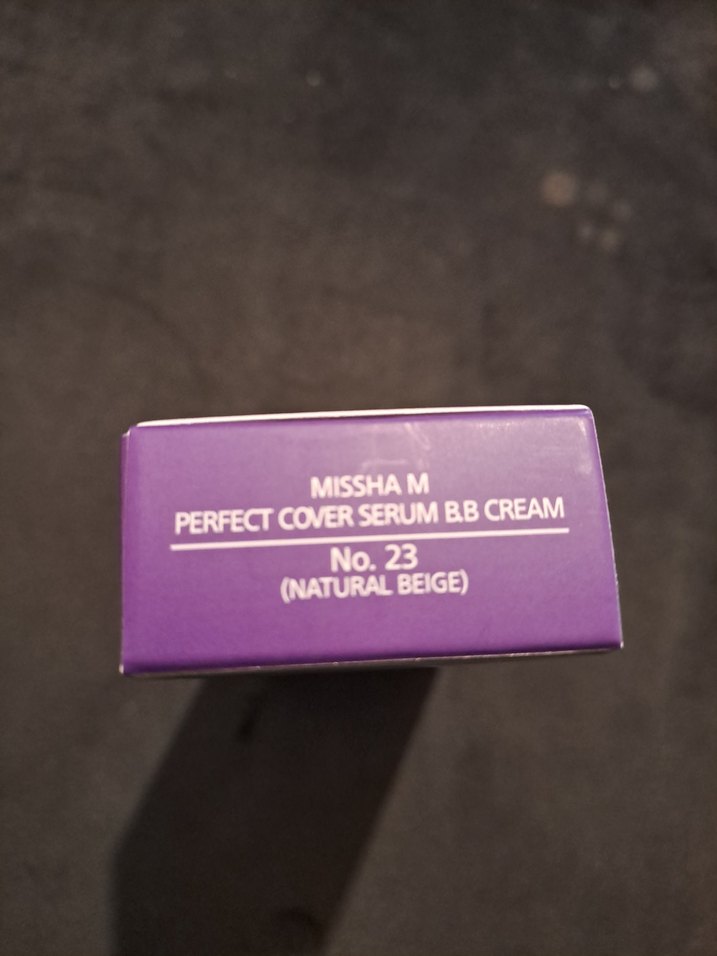 MISSHA M
PERFECT COVER SERUM B.B CREAM
No. 23
(NATURAL BEIGE)